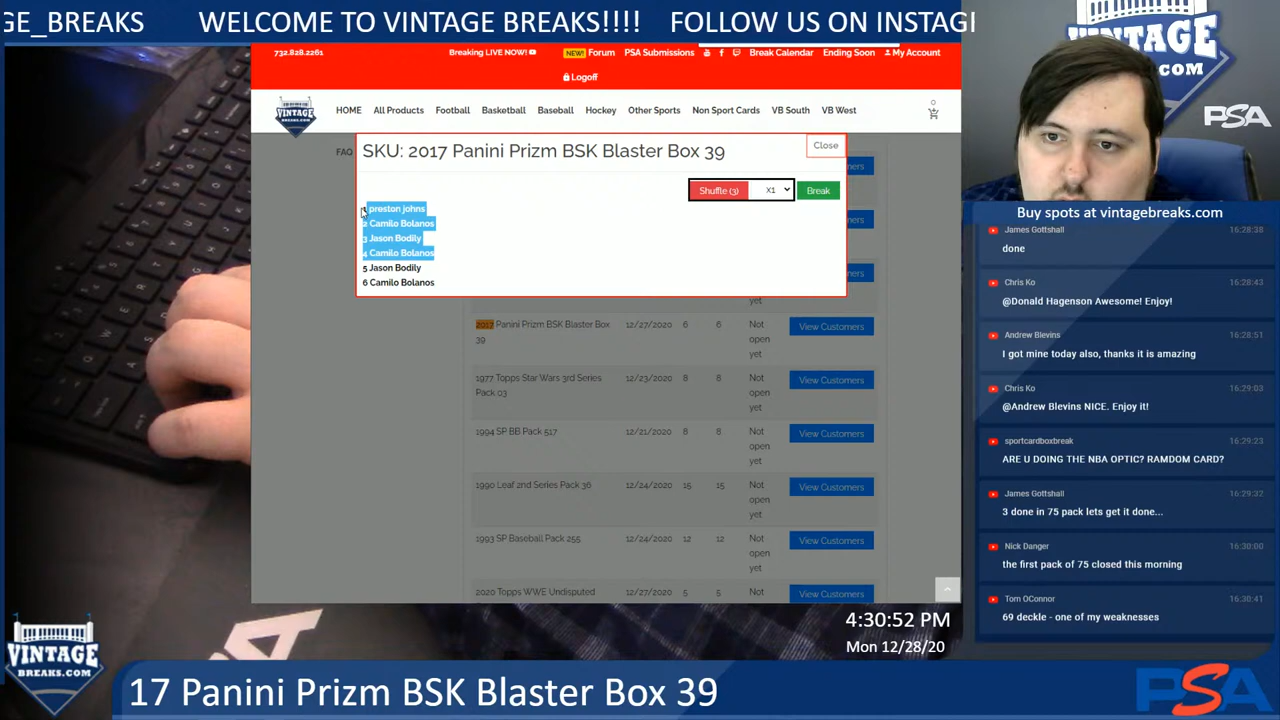 GE_BREAKS WELCOME TO VINTAGE BREAKS!!!! FOLLOW US ON INSTAGI
732.828.2261 Breaking LIVE NOW! NEW! Forum PSA Submissions Break Calendar Ending Soon My Account
Logoff
VINTAGE
BREAKS.COM
HOME All Products Football Basketball Baseball Hockey Other Sports Non Sport Cards VB South VB West 0
FAQ
SKU: 2017 Panini Prizm BSK Blaster Box 39 Close
Shuffle (3) X1 Break
1 preston johns
2 Camilo Bolanos
3 Jason Bodily
4 Camilo Bolanos
5 Jason Bodily
6 Camilo Bolanos
yet
2017 Panini Prizm BSK Blaster Box 39 12/27/2020 6 6 Not open yet View Customers
1977 Topps Star Wars 3rd Series Pack 03 12/23/2020 8 8 Not open yet View Customers
1994 SP BB Pack 517 12/21/2020 8 8 Not open yet View Customers
1990 Leaf 2nd Series Pack 36 12/24/2020 15 15 Not open yet View Customers
1993 SP Baseball Pack 255 12/24/2020 12 12 Not open yet View Customers
2020 Topps WWE Undisputed 12/27/2020 5 5 Not View Customers
VINTAGE
.COM
PSA
Buy spots at vintagebreaks.com
James Gottshall 16:28:38
done
Chris Ko 16:28:43
@Donald Hagenson Awesome! Enjoy!
Andrew Blevins 16:28:51
I got mine today also, thanks it is amazing
Chris Ko 16:29:03
@Andrew Blevins NICE. Enjoy it!
sportcardboxbreak 16:29:23
ARE U DOING THE NBA OPTIC? RAMDOM CARD?
James Gottshall 16:29:32
3 done in 75 pack lets get it done...
Nick Danger 16:30:00
the first pack of 75 closed this morning
Tom OConnor 16:30:41
69 deckle - one of my weaknesses
4:30:52 PM
Mon 12/28/20
VINTAGE
BREAKS.COM
17 Panini Prizm BSK Blaster Box 39
PSA